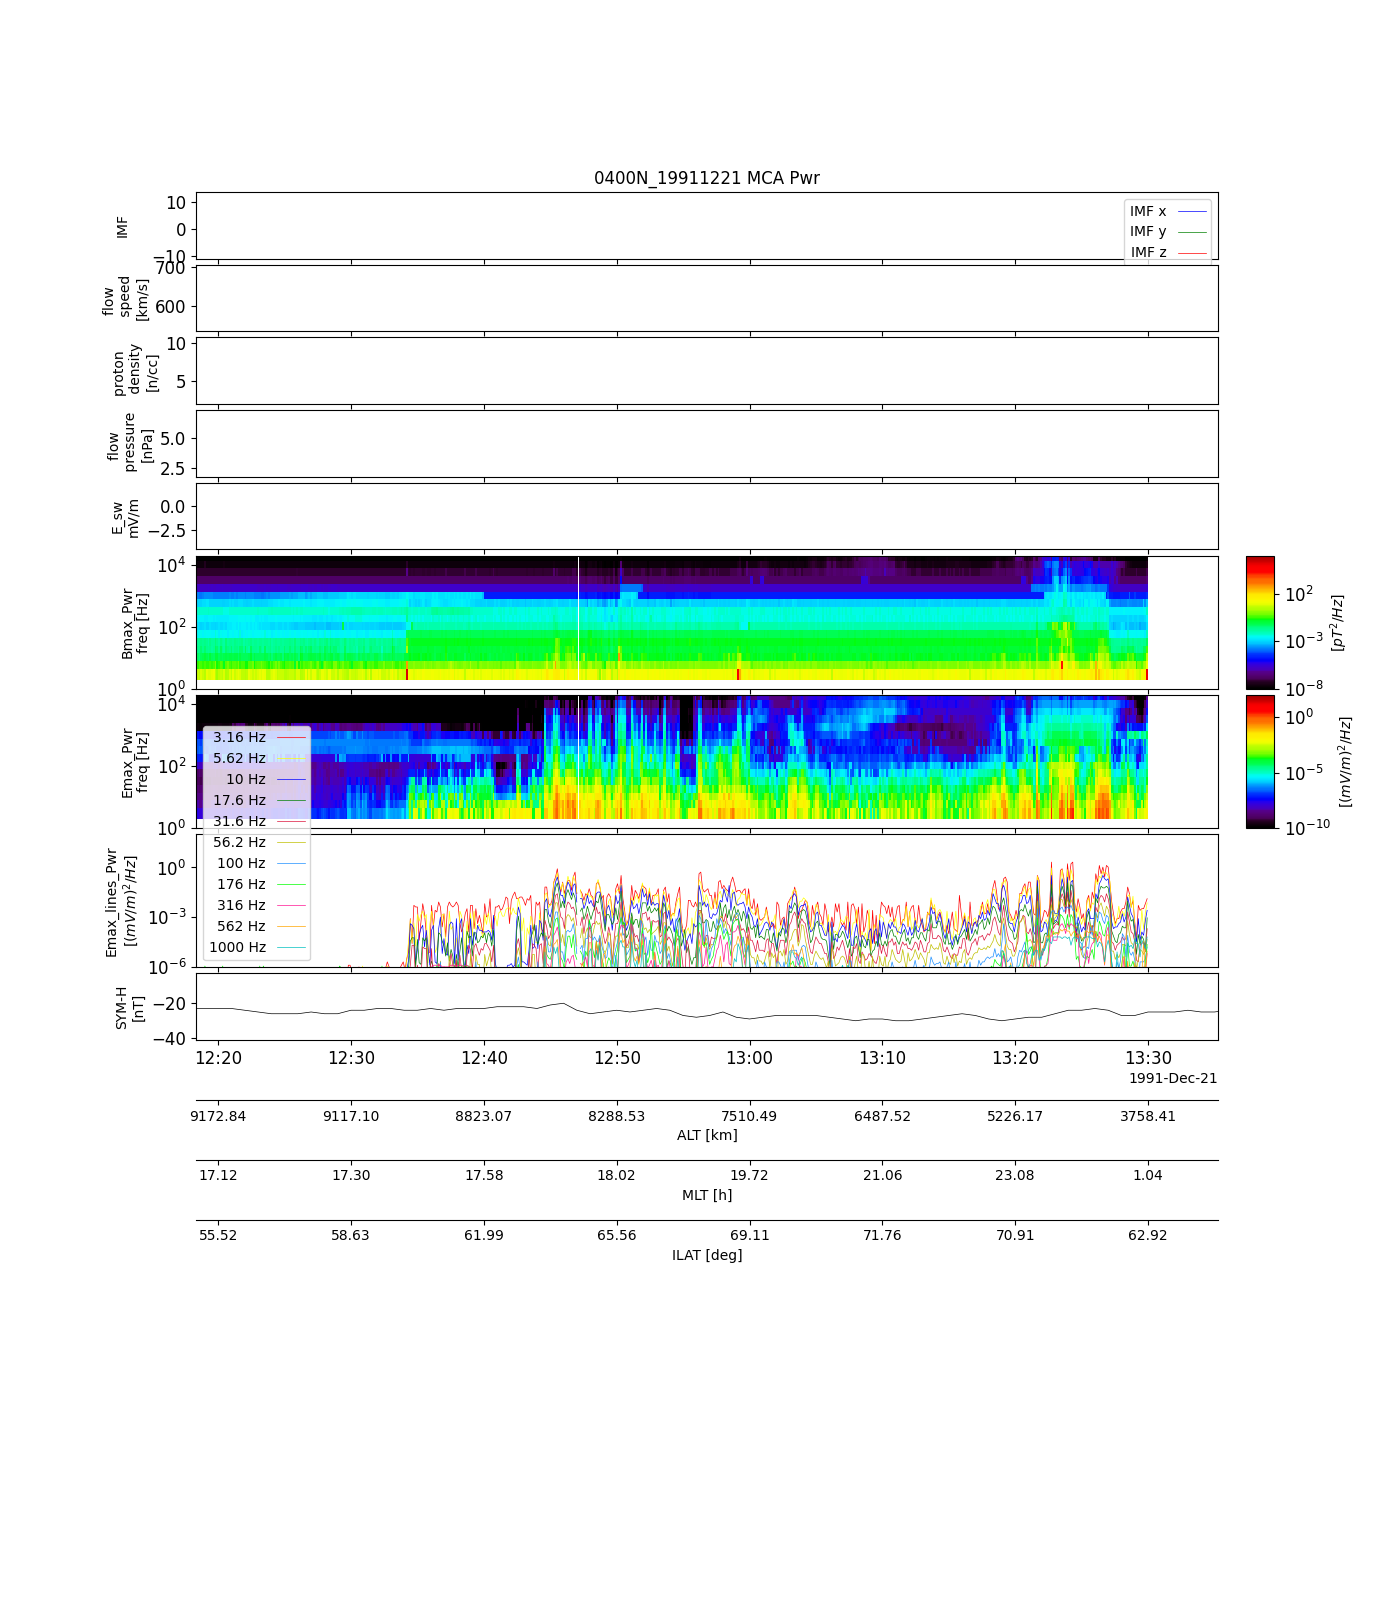 0400N_19911221 MCA Pwr
IMF
10
0
−10
IMF x
IMF y
IMF z
flow
speed
[km/s]
700
600
proton
density
[n/cc]
10
5
flow
pressure
[nPa]
5.0
2.5
E_sw
mV/m
0.0
−2.5
Bmax_Pwr
freq [Hz]
10^4
10^2
10^0
10^2
10^-3
10^-8
[pT^2/Hz]
Emax_Pwr
freq [Hz]
10^4
10^2
10^0
10^0
10^-5
10^-10
[(mV/m)^2/Hz]
3.16 Hz
5.62 Hz
10 Hz
17.6 Hz
31.6 Hz
56.2 Hz
100 Hz
176 Hz
316 Hz
562 Hz
1000 Hz
Emax_lines_Pwr
[(mV/m)^2/Hz]
10^0
10^-3
10^-6
SYM-H
[nT]
−20
−40
12:20 12:30 12:40 12:50 13:00 13:10 13:20 13:30
1991-Dec-21
9172.84 9117.10 8823.07 8288.53 7510.49 6487.52 5226.17 3758.41
ALT [km]
17.12 17.30 17.58 18.02 19.72 21.06 23.08 1.04
MLT [h]
55.52 58.63 61.99 65.56 69.11 71.76 70.91 62.92
ILAT [deg]